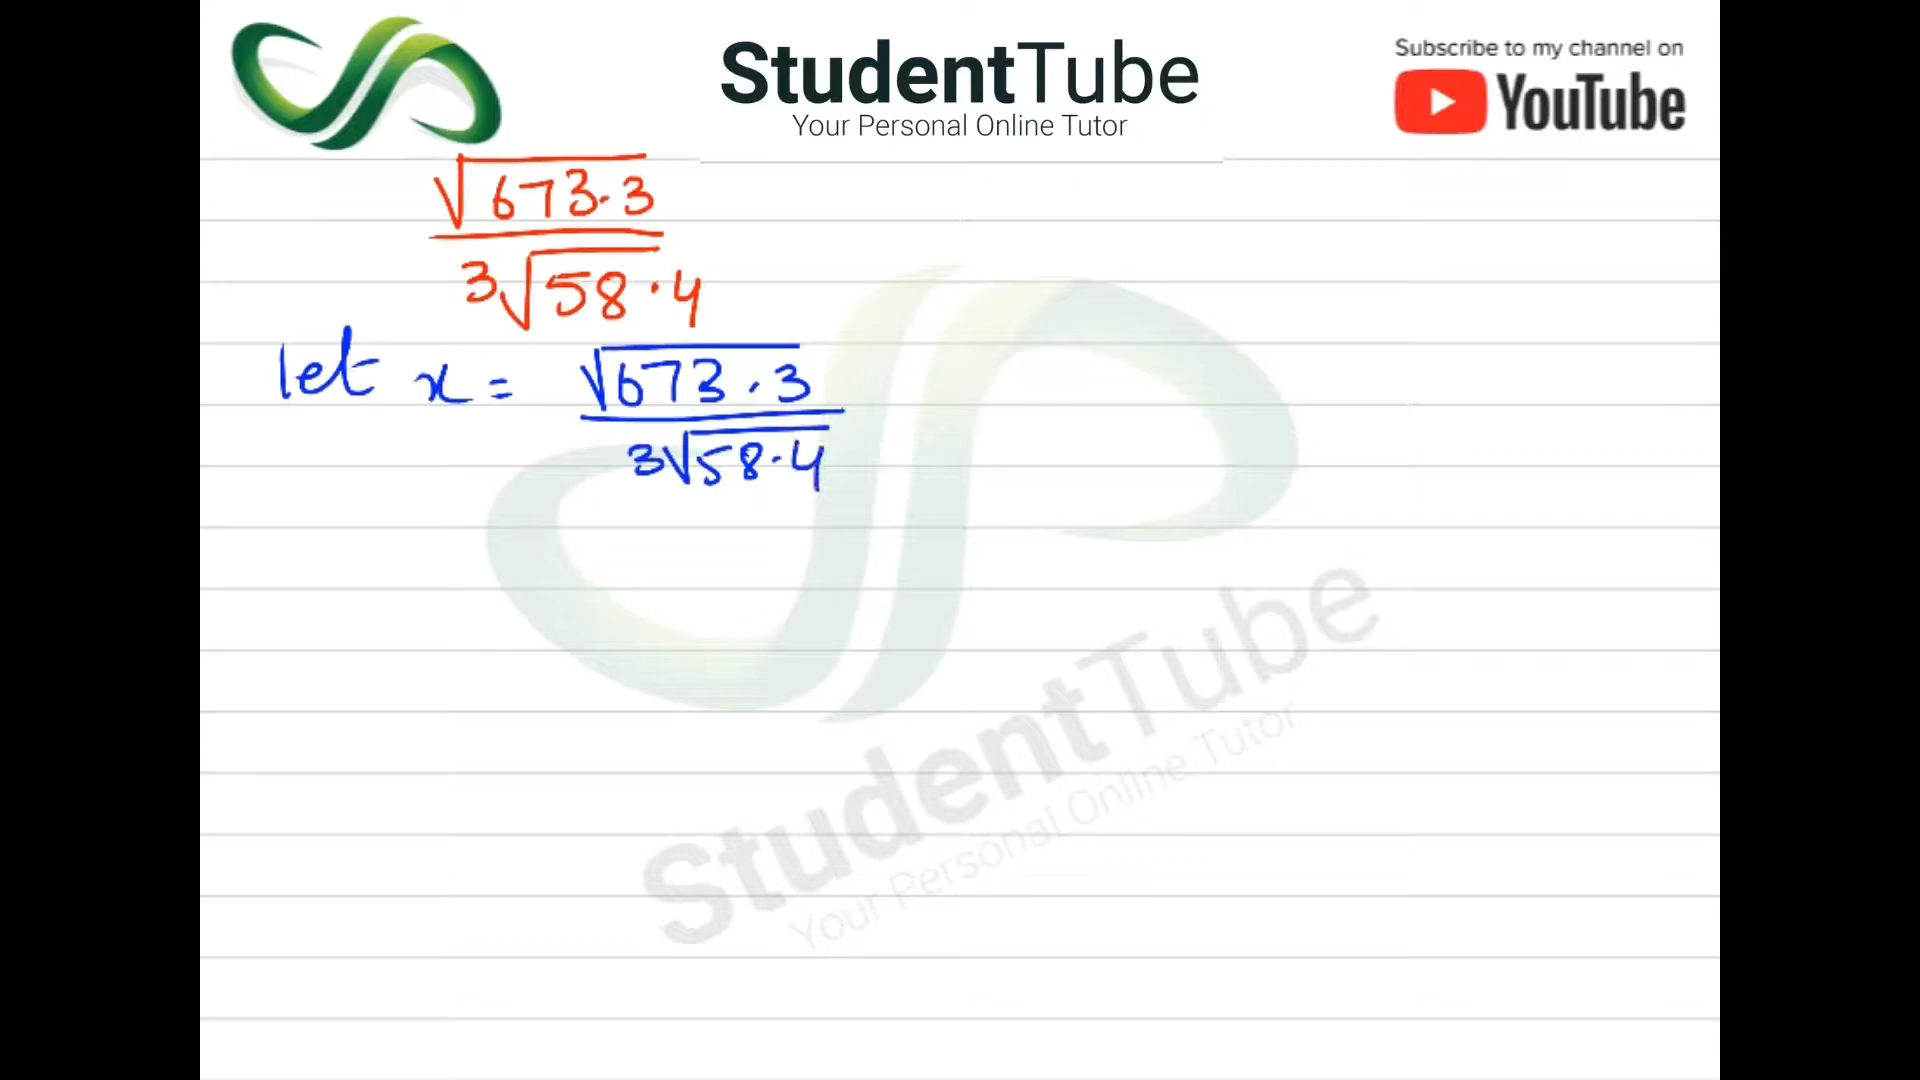 StudentTube
Your Personal Online Tutor
Subscribe to my channel on
YouTube
√673.3
3√58.4
let x = √673.3
3√58.4
StudentTube
Your Personal Online Tutor